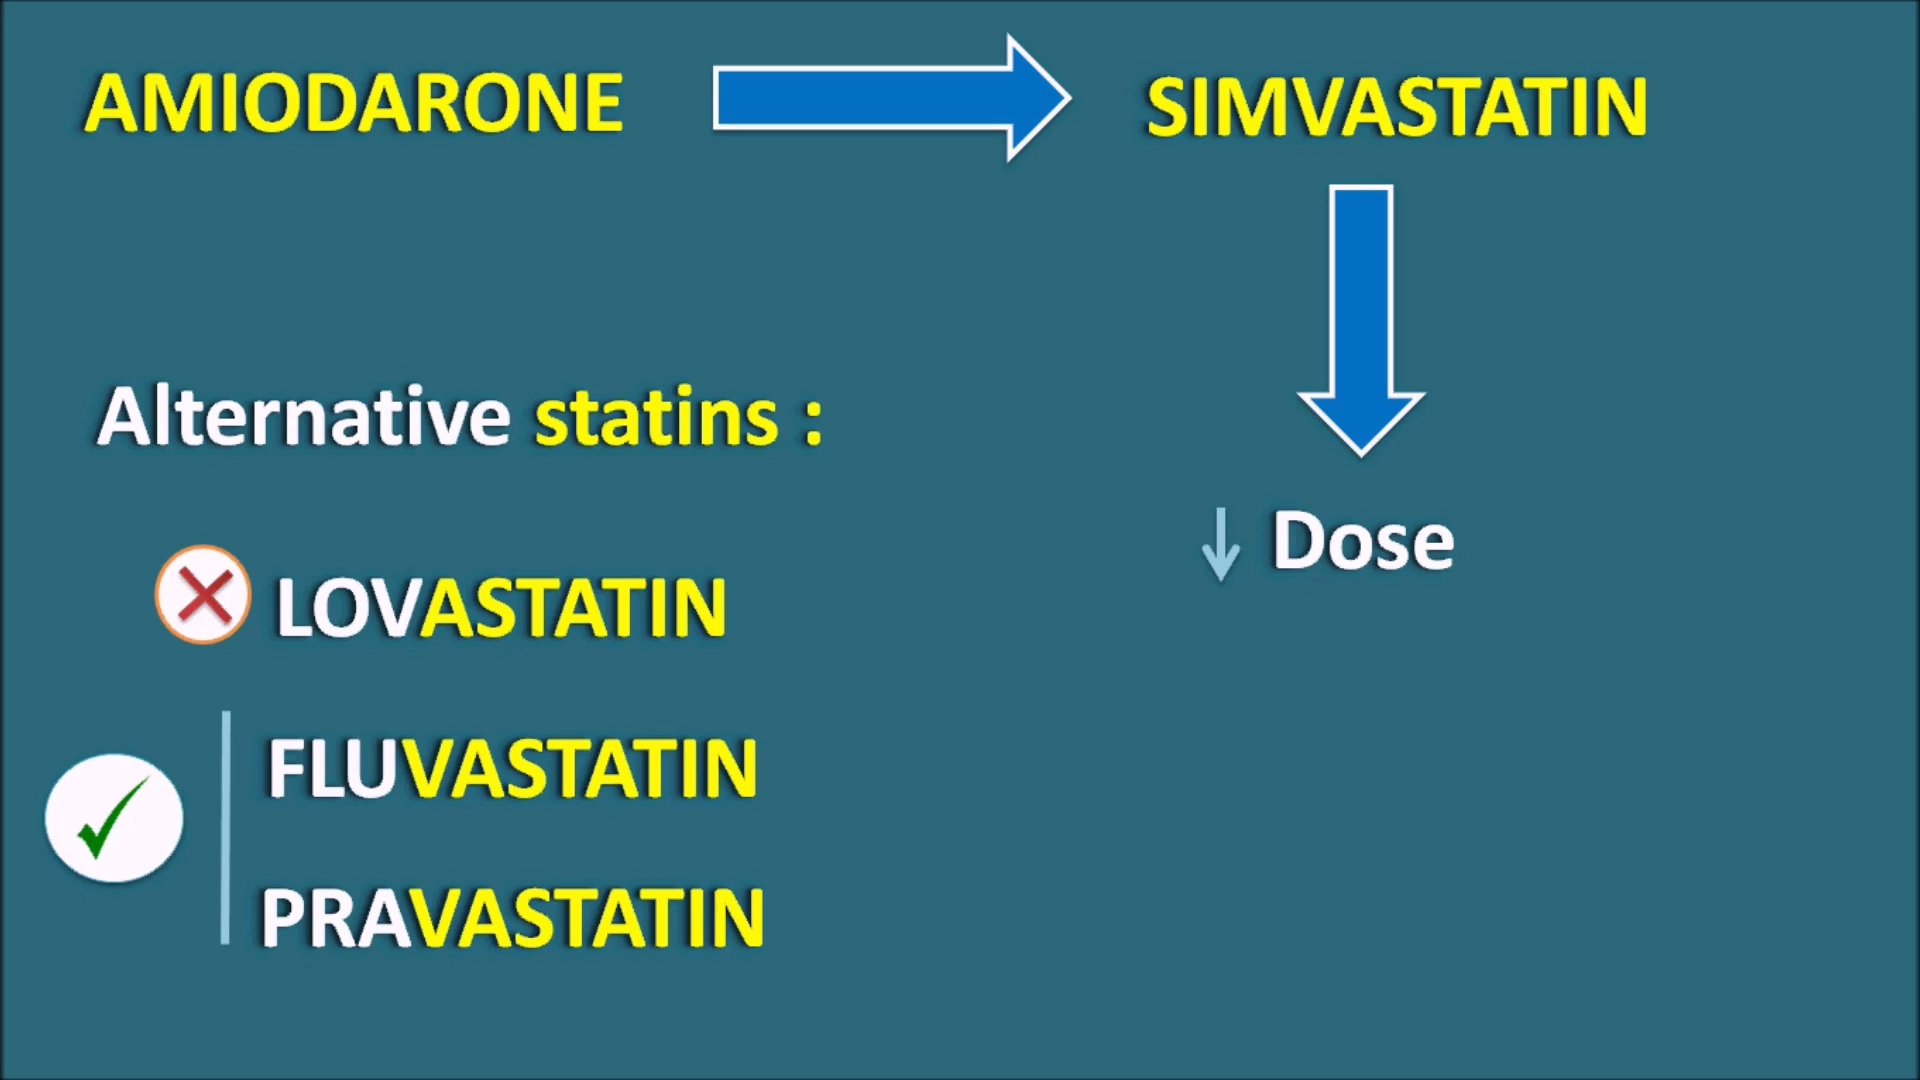 AMIODARONE
SIMVASTATIN
Alternative statins :
↓ Dose
LOVASTATIN
FLUVASTATIN
PRAVASTATIN